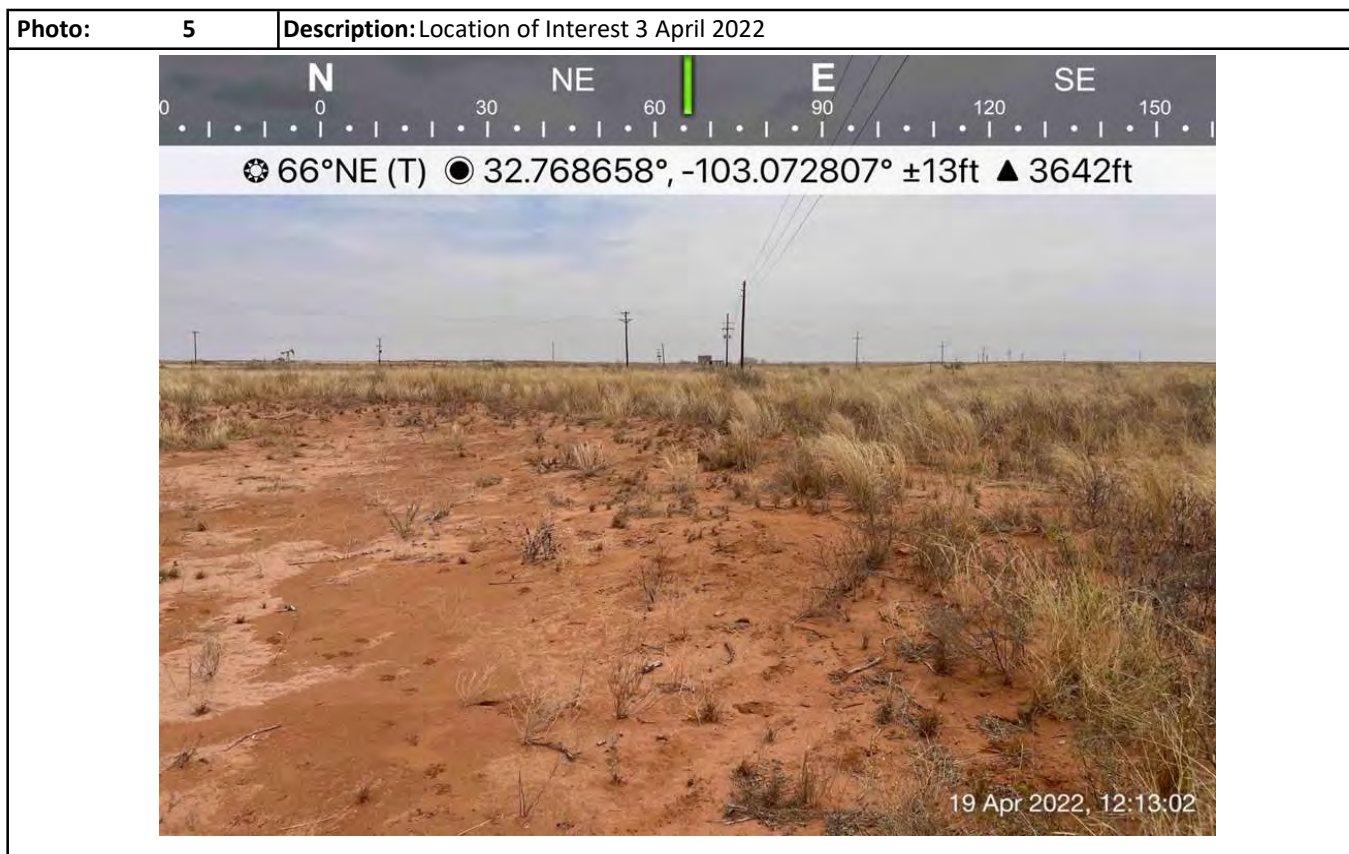 Photo: 5 Description: Location of Interest 3 April 2022
N NE E SE
0 0 30 60 90 120 150
66°NE (T) 32.768658°, -103.072807° ±13ft ▲ 3642ft
19 Apr 2022, 12:13:02